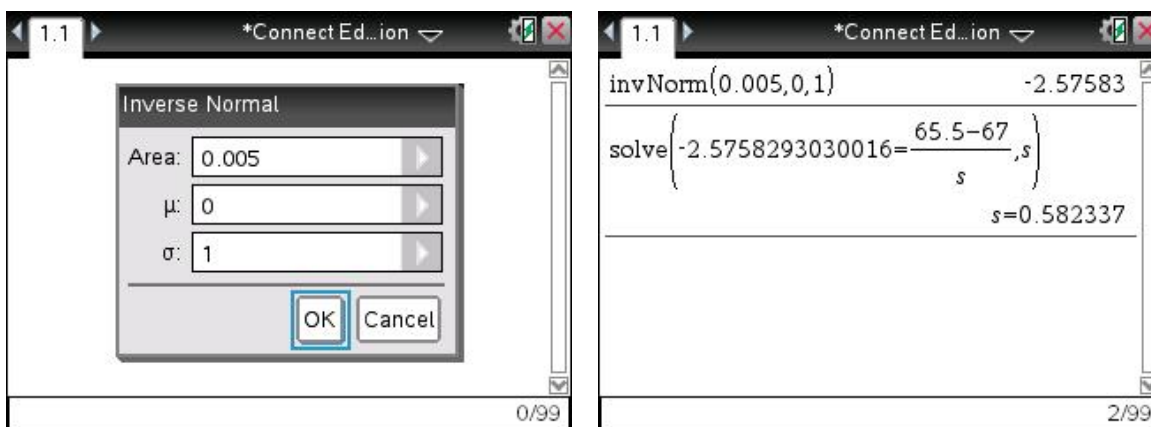 1.1 *Connect Ed…ion
Inverse Normal
Area: 0.005
μ: 0
σ: 1
OK Cancel
0/99
1.1 *Connect Ed…ion
invNorm(0.005,0,1) -2.57583
solve(-2.5758293030016=(65.5-67)/s,s)
s=0.582337
2/99